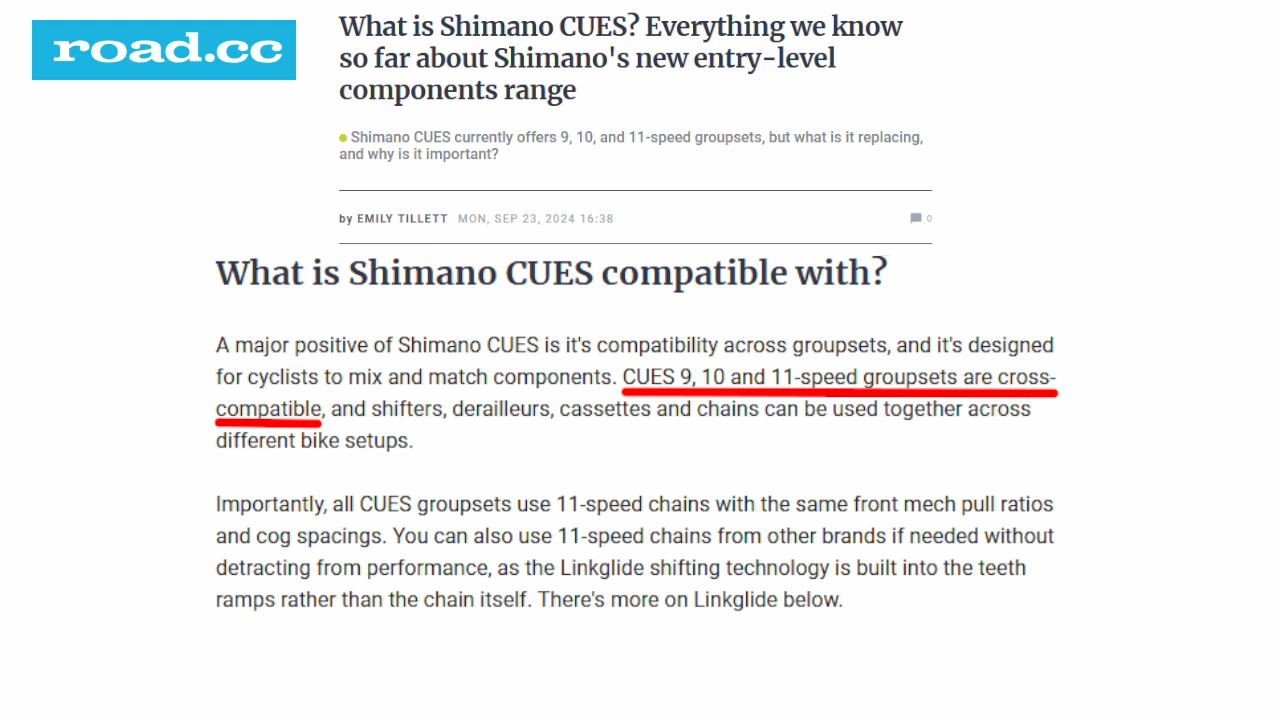 road.cc
What is Shimano CUES? Everything we know
so far about Shimano's new entry-level
components range
Shimano CUES currently offers 9, 10, and 11-speed groupsets, but what is it replacing,
and why is it important?
by EMILY TILLETT MON, SEP 23, 2024 16:38
0
What is Shimano CUES compatible with?
A major positive of Shimano CUES is it's compatibility across groupsets, and it's designed
for cyclists to mix and match components. CUES 9, 10 and 11-speed groupsets are cross-
compatible, and shifters, derailleurs, cassettes and chains can be used together across
different bike setups.
Importantly, all CUES groupsets use 11-speed chains with the same front mech pull ratios
and cog spacings. You can also use 11-speed chains from other brands if needed without
detracting from performance, as the Linkglide shifting technology is built into the teeth
ramps rather than the chain itself. There's more on Linkglide below.